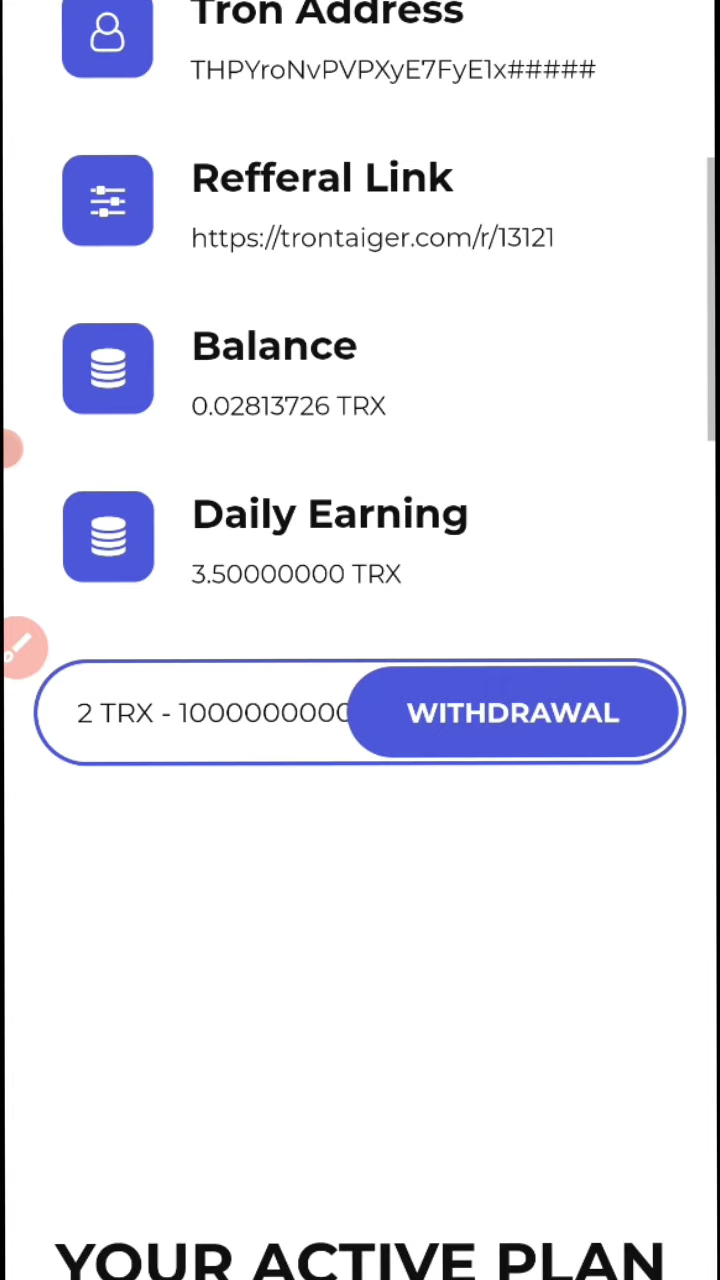 Tron Address
THPYroNvPVPXyE7FyE1x#####
Refferal Link
https://trontaiger.com/r/13121
Balance
0.02813726 TRX
Daily Earning
3.50000000 TRX
2 TRX - 1000000000
WITHDRAWAL
YOUR ACTIVE PLAN